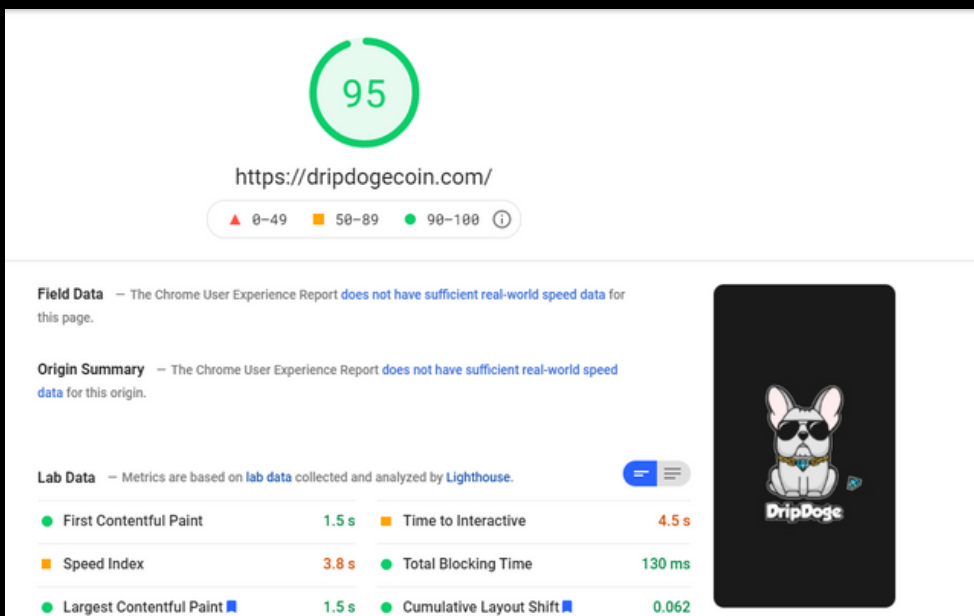 95
https://dripdogecoin.com/
0–49 50–89 90–100
Field Data — The Chrome User Experience Report does not have sufficient real-world speed data for
this page.
Origin Summary — The Chrome User Experience Report does not have sufficient real-world speed
data for this origin.
Lab Data — Metrics are based on lab data collected and analyzed by Lighthouse.
First Contentful Paint 1.5 s Time to Interactive 4.5 s
Speed Index 3.8 s Total Blocking Time 130 ms
Largest Contentful Paint 1.5 s Cumulative Layout Shift 0.062
DripDoge